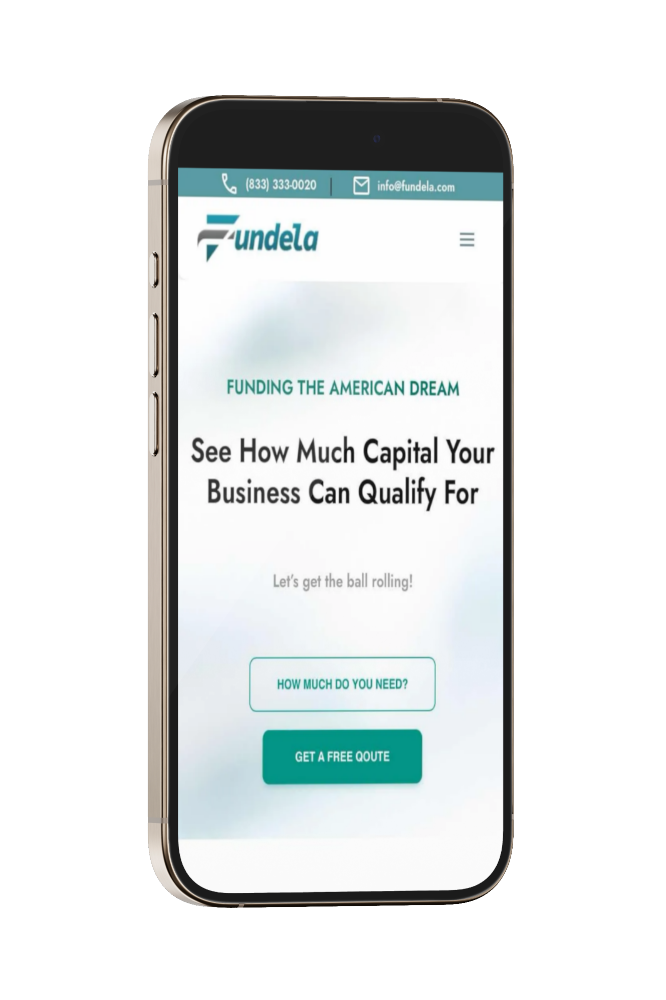 (833) 333-0020 | info@fundela.com
Fundela
FUNDING THE AMERICAN DREAM
See How Much Capital Your
Business Can Qualify For
Let's get the ball rolling!
HOW MUCH DO YOU NEED?
GET A FREE QOUTE